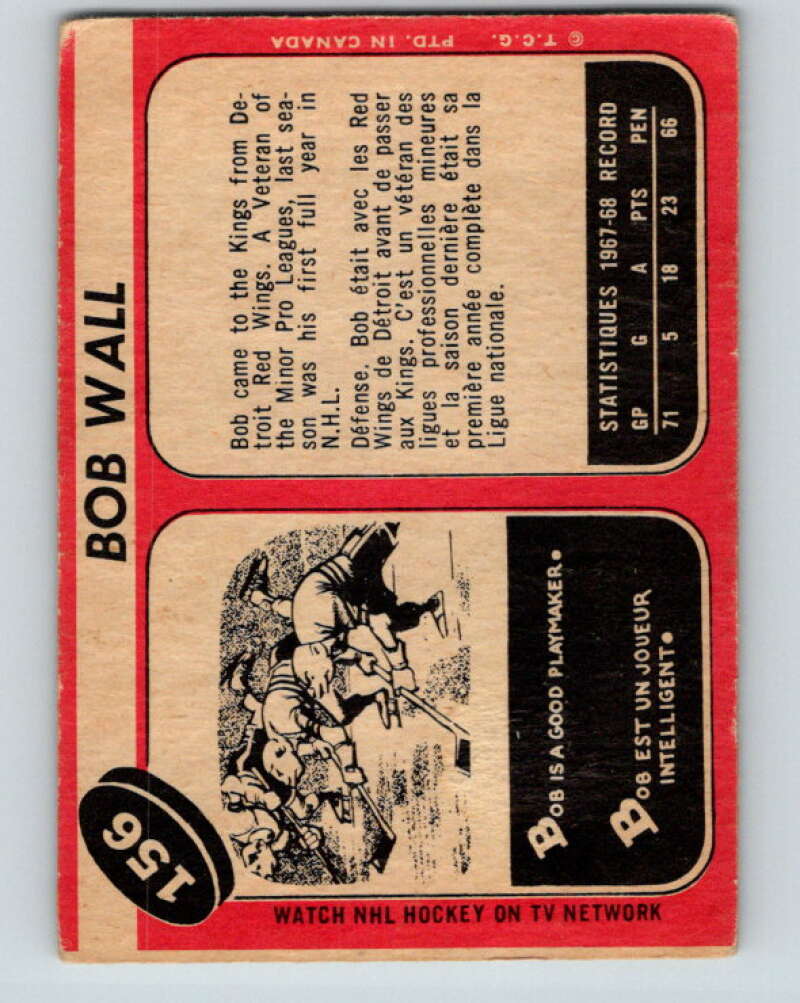 156
BOB WALL
WATCH NHL HOCKEY ON TV NETWORK
BOB IS A GOOD PLAYMAKER.
BOB EST UN JOUEUR
INTELLIGENT.
Bob came to the Kings from De-
troit Red Wings. A Veteran of
the Minor Pro Leagues, last sea-
son was his first full year in
N.H.L.
Défense. Bob était avec les Red
Wings de Détroit avant de passer
aux Kings. C'est un vétéran des
ligues professionnelles mineures
et la saison dernière était sa
première année complète dans la
Ligue nationale.
STATISTIQUES 1967-68 RECORD
GP G A PTS PEN
71 5 18 23 66
© T.C.G. PTD. IN CANADA